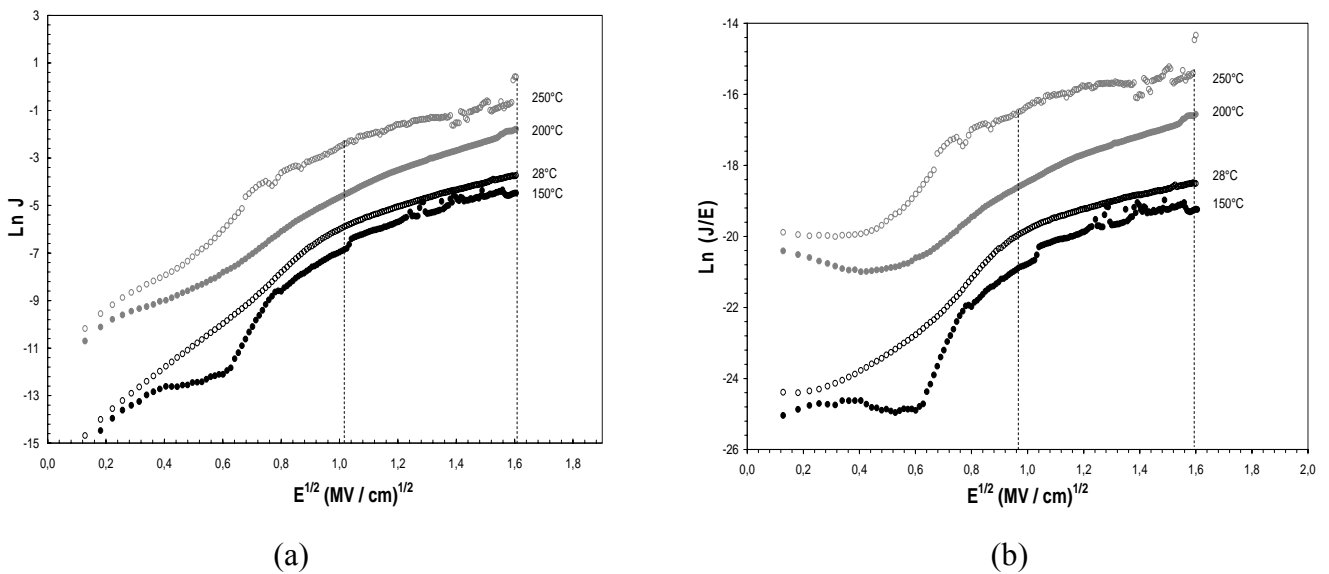 3
1
-1
-3
-5
-7
-9
-11
-13
-15
Ln J
250°C
200°C
28°C
150°C
0,0 0,2 0,4 0,6 0,8 1,0 1,2 1,4 1,6 1,8
E1/2 (MV / cm)1/2
(a)
-14
-16
-18
-20
-22
-24
-26
Ln (J/E)
250°C
200°C
28°C
150°C
0,0 0,2 0,4 0,6 0,8 1,0 1,2 1,4 1,6 1,8 2,0
E1/2 (MV / cm)1/2
(b)